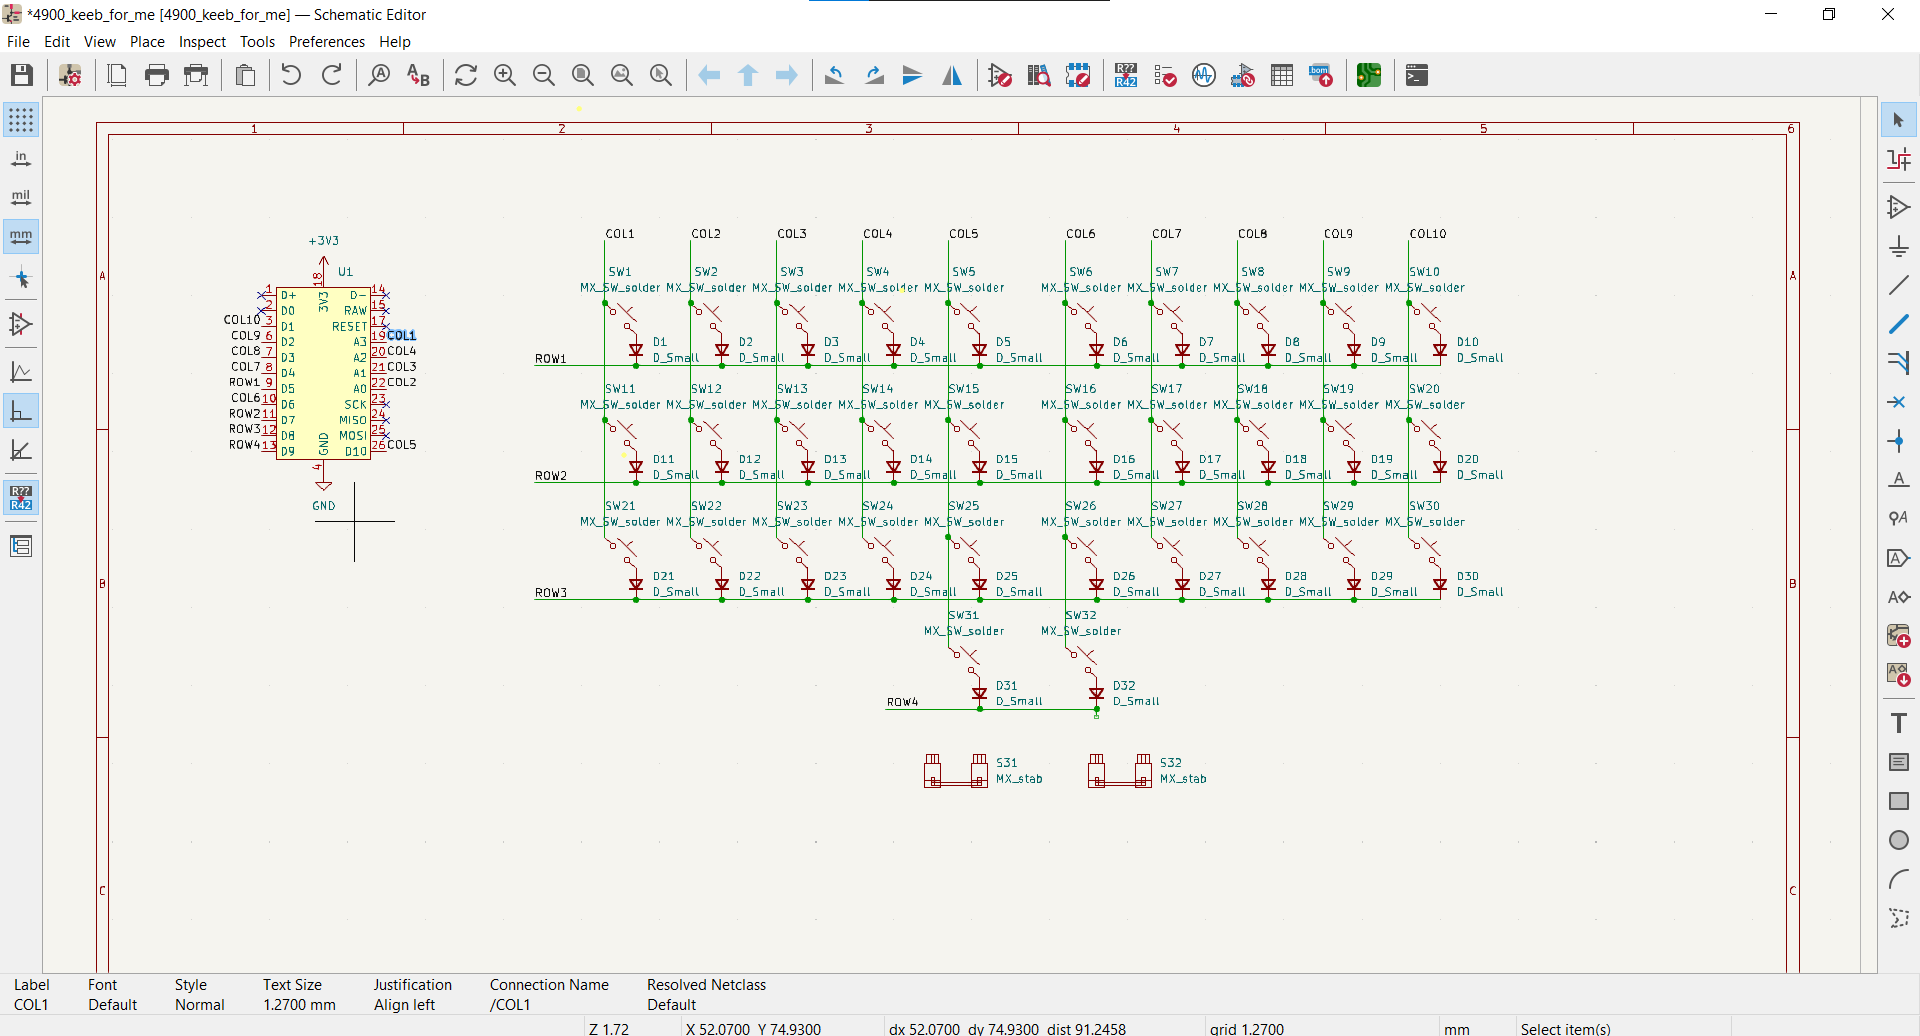 *4900_keeb_for_me [4900_keeb_for_me] — Schematic Editor
File Edit View Place Inspect Tools Preferences Help
in
mil
mm
R??
R42
1 2 3 4 5 6
A
B
C
A
B
C
+3V3
U1
18
3V3
1 D+
2 D0
COL10 3 D1
COL9 6 D2
COL8 7 D3
COL7 8 D4
ROW1 9 D5
COL6 10 D6
ROW2 11 D7
ROW3 12 D8
ROW4 13 D9
D- 14
RAW 15
RESET 17
A3 19 COL1
A2 20 COL4
A1 21 COL3
A0 22 COL2
SCK 23
MISO 24
MOSI 25
D10 26 COL5
GND
4
GND
COL1 COL2 COL3 COL4 COL5 COL6 COL7 COL8 COL9 COL10
SW1 SW2 SW3 SW4 SW5 SW6 SW7 SW8 SW9 SW10
MX_SW_solder MX_SW_solder MX_SW_solder MX_SW_solder MX_SW_solder MX_SW_solder MX_SW_solder MX_SW_solder MX_SW_solder MX_SW_solder
D1 D2 D3 D4 D5 D6 D7 D8 D9 D10
ROW1 D_Small D_Small D_Small D_Small D_Small D_Small D_Small D_Small D_Small D_Small
SW11 SW12 SW13 SW14 SW15 SW16 SW17 SW18 SW19 SW20
MX_SW_solder MX_SW_solder MX_SW_solder MX_SW_solder MX_SW_solder MX_SW_solder MX_SW_solder MX_SW_solder MX_SW_solder MX_SW_solder
D11 D12 D13 D14 D15 D16 D17 D18 D19 D20
ROW2 D_Small D_Small D_Small D_Small D_Small D_Small D_Small D_Small D_Small D_Small
SW21 SW22 SW23 SW24 SW25 SW26 SW27 SW28 SW29 SW30
MX_SW_solder MX_SW_solder MX_SW_solder MX_SW_solder MX_SW_solder MX_SW_solder MX_SW_solder MX_SW_solder MX_SW_solder MX_SW_solder
D21 D22 D23 D24 D25 D26 D27 D28 D29 D30
ROW3 D_Small D_Small D_Small D_Small D_Small D_Small D_Small D_Small D_Small D_Small
SW31 SW32
MX_SW_solder MX_SW_solder
D31 D32
ROW4 D_Small D_Small
S31 S32
MX_stab MX_stab
Label Font Style Text Size Justification Connection Name Resolved Netclass
COL1 Default Normal 1.2700 mm Align left /COL1 Default
Z 1.72 X 52.0700 Y 74.9300 dx 52.0700 dy 74.9300 dist 91.2458 grid 1.2700 mm Select item(s)